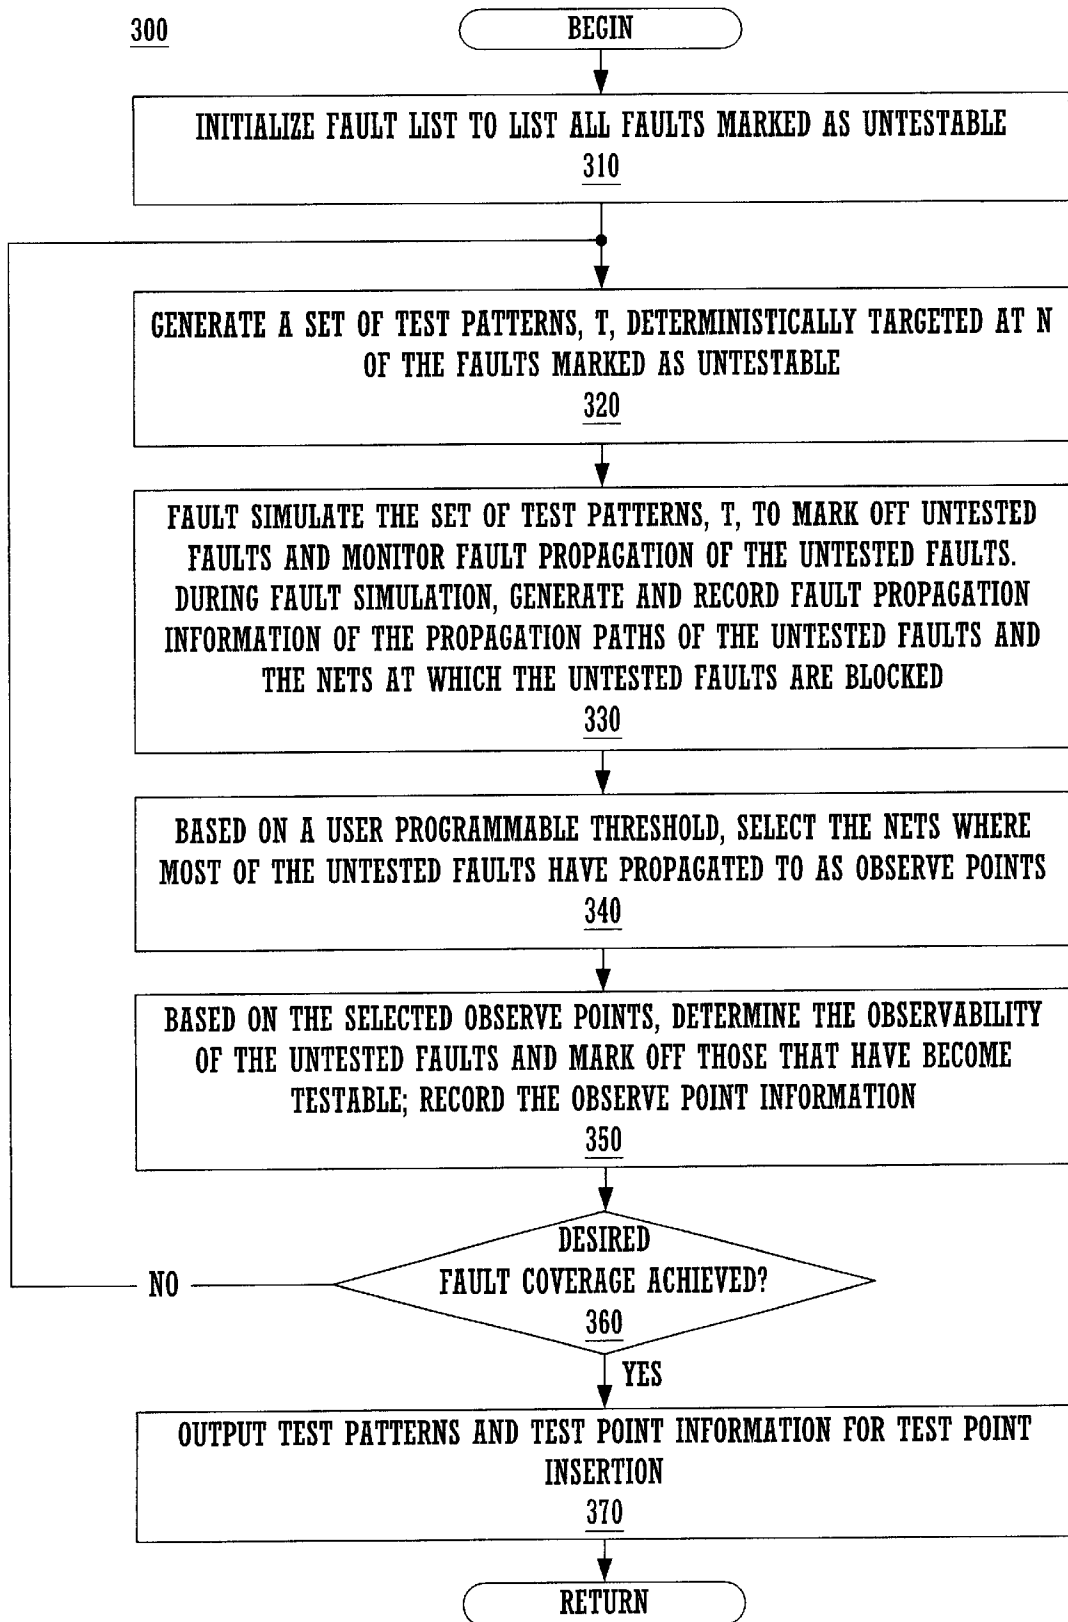 300
BEGIN
INITIALIZE FAULT LIST TO LIST ALL FAULTS MARKED AS UNTESTABLE
310
GENERATE A SET OF TEST PATTERNS, T, DETERMINISTICALLY TARGETED AT N
OF THE FAULTS MARKED AS UNTESTABLE
320
FAULT SIMULATE THE SET OF TEST PATTERNS, T, TO MARK OFF UNTESTED
FAULTS AND MONITOR FAULT PROPAGATION OF THE UNTESTED FAULTS.
DURING FAULT SIMULATION, GENERATE AND RECORD FAULT PROPAGATION
INFORMATION OF THE PROPAGATION PATHS OF THE UNTESTED FAULTS AND
THE NETS AT WHICH THE UNTESTED FAULTS ARE BLOCKED
330
BASED ON A USER PROGRAMMABLE THRESHOLD, SELECT THE NETS WHERE
MOST OF THE UNTESTED FAULTS HAVE PROPAGATED TO AS OBSERVE POINTS
340
BASED ON THE SELECTED OBSERVE POINTS, DETERMINE THE OBSERVABILITY
OF THE UNTESTED FAULTS AND MARK OFF THOSE THAT HAVE BECOME
TESTABLE; RECORD THE OBSERVE POINT INFORMATION
350
DESIRED
FAULT COVERAGE ACHIEVED?
360
NO
YES
OUTPUT TEST PATTERNS AND TEST POINT INFORMATION FOR TEST POINT
INSERTION
370
RETURN